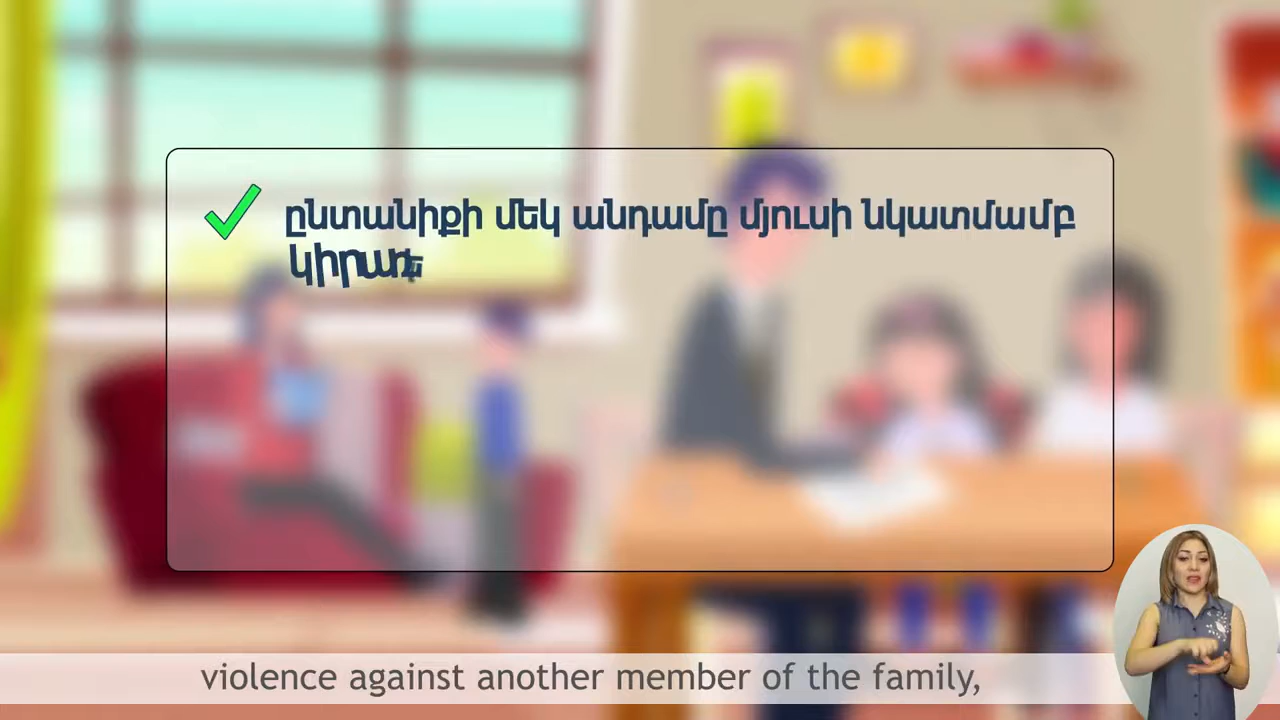 ընտանիքի մեկ անդամը մյուսի նկատմամբ
violence against another member of the family,